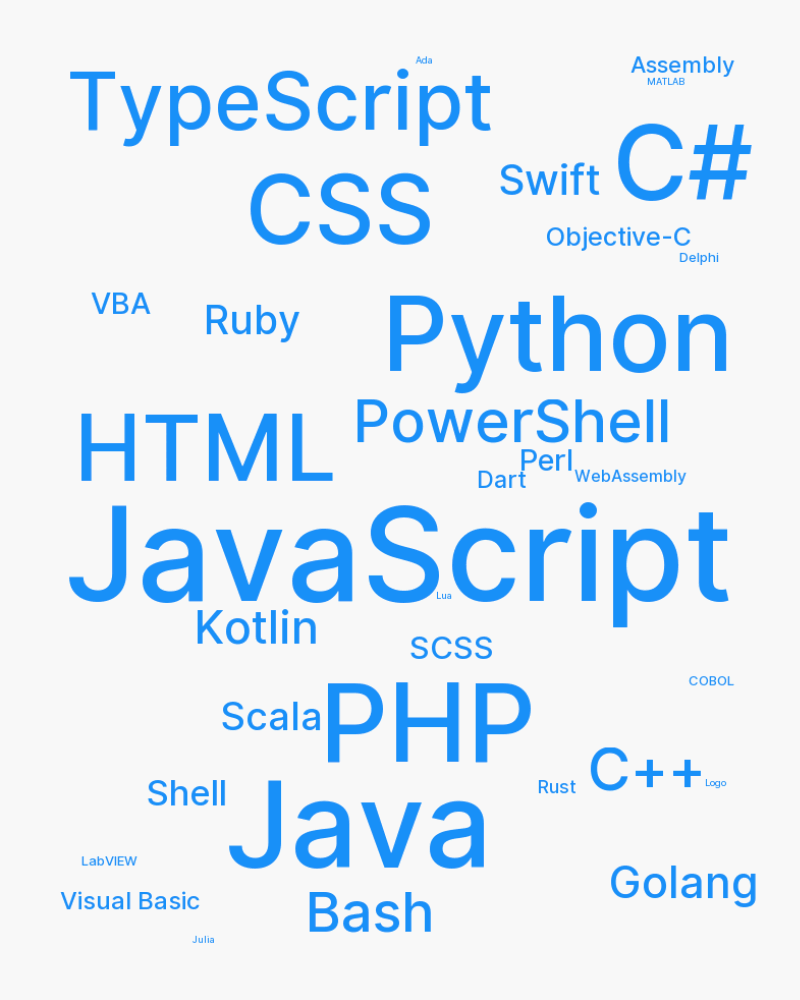 Ada
Assembly
MATLAB
TypeScript
C#
Swift
CSS
Objective-C
Delphi
VBA
Ruby
Python
PowerShell
HTML
Perl
Dart
WebAssembly
JavaScript
Lua
Kotlin
SCSS
COBOL
Scala
PHP
C++
Logo
Rust
Shell
Java
LabVIEW
Golang
Visual Basic
Bash
Julia